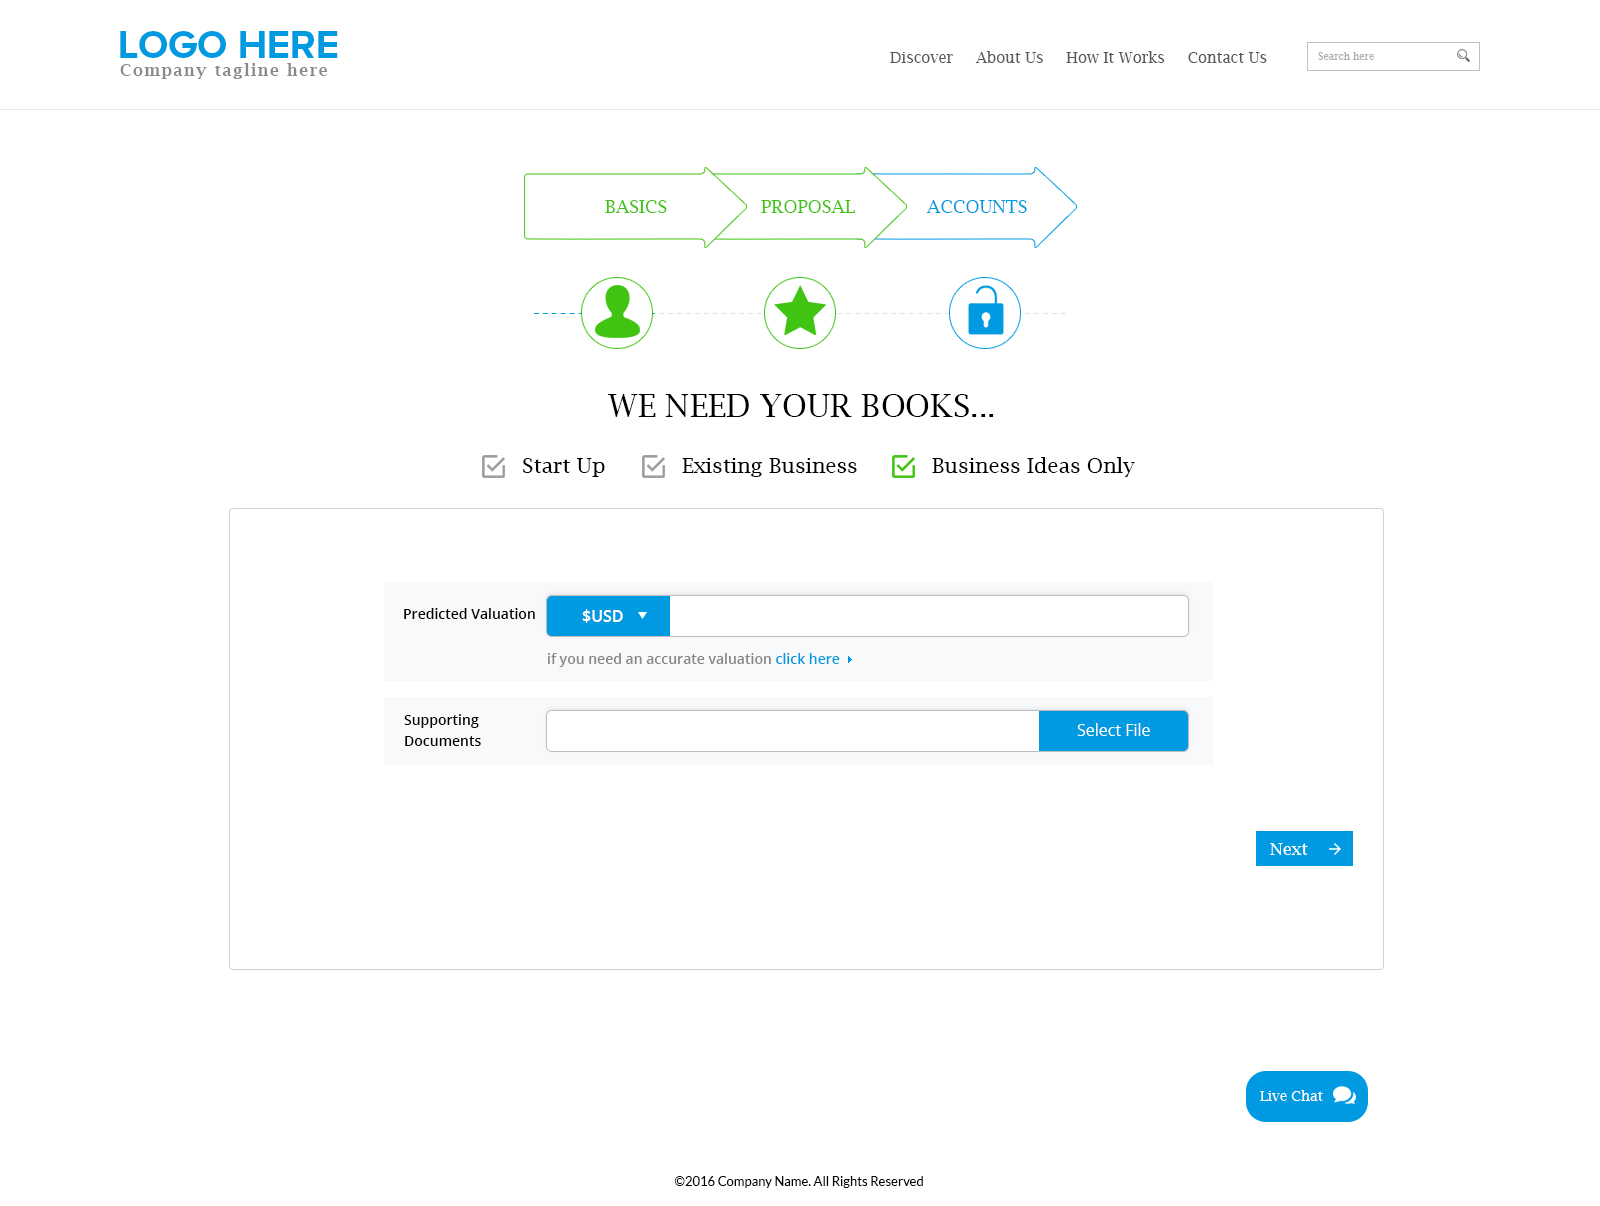 LOGO HERE
Company tagline here
Discover About Us How It Works Contact Us
Search here
BASICS PROPOSAL ACCOUNTS
WE NEED YOUR BOOKS...
Start Up Existing Business Business Ideas Only
Predicted Valuation $USD
if you need an accurate valuation click here
Supporting
Documents
Select File
Next
Live Chat
©2016 Company Name. All Rights Reserved